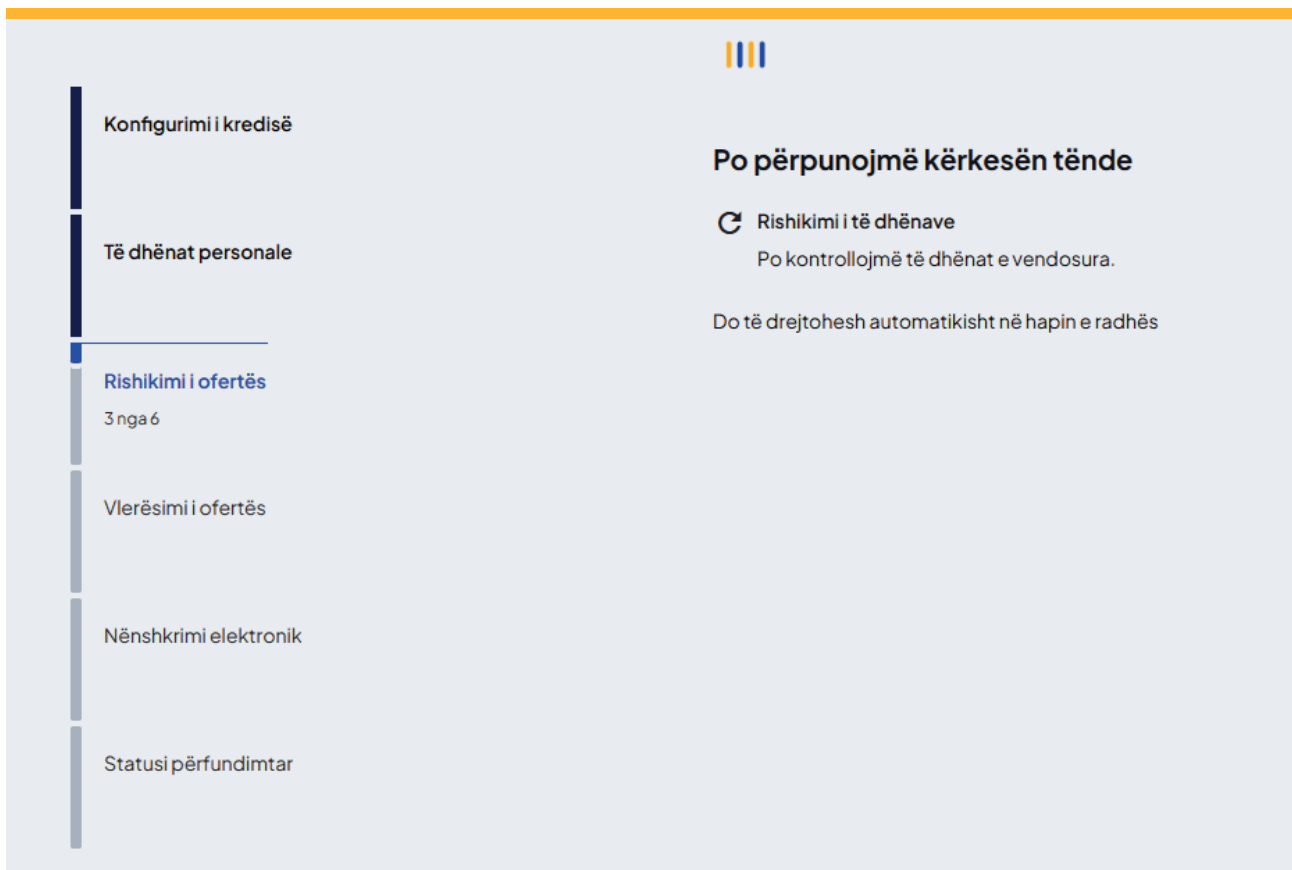 Konfigurimi i kredisë
Të dhënat personale
Rishikimi i ofertës
3 nga 6
Vlerësimi i ofertës
Nënshkrimi elektronik
Statusi përfundimtar
Po përpunojmë kërkesën tënde
Rishikimi i të dhënave
Po kontrollojmë të dhënat e vendosura.
Do të drejtohesh automatikisht në hapin e radhës